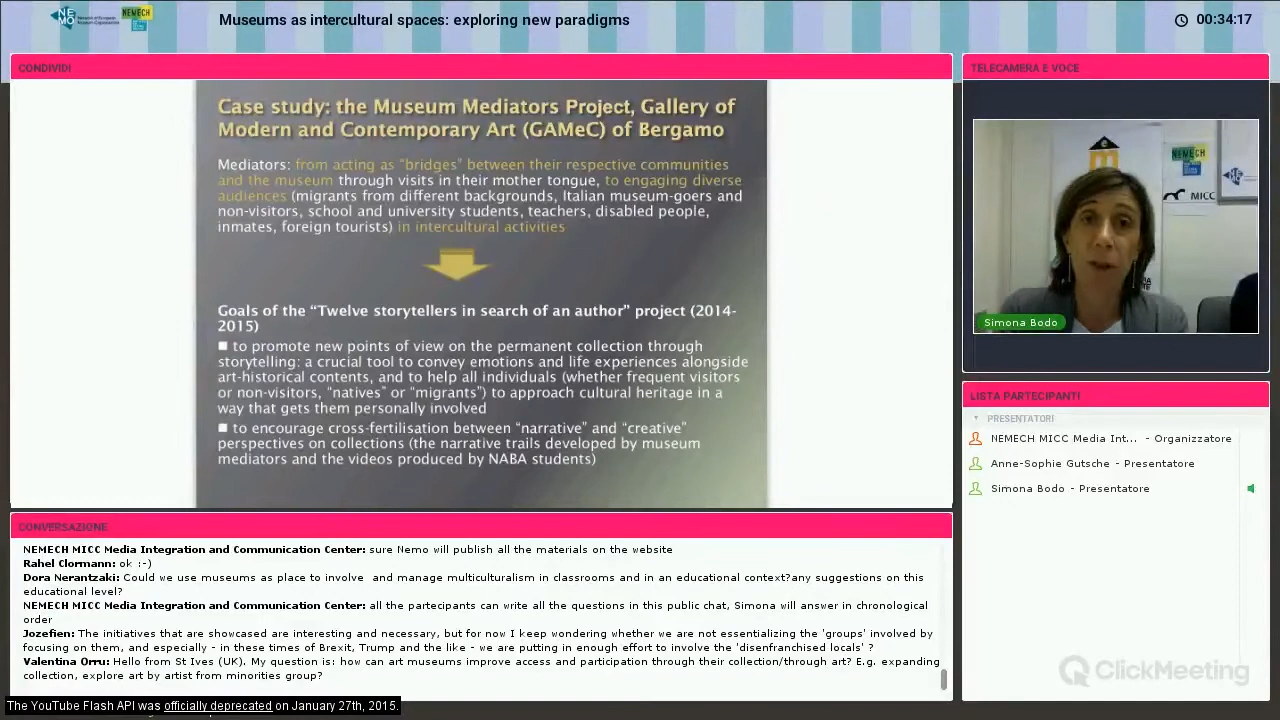 NEMO
Network of European Museum Organisations
NEMECH
Museums as intercultural spaces: exploring new paradigms
00:34:17
CONDIVIDI
Case study: the Museum Mediators Project, Gallery of
Modern and Contemporary Art (GAMeC) of Bergamo
Mediators: from acting as “bridges” between their respective communities
and the museum through visits in their mother tongue, to engaging diverse
audiences (migrants from different backgrounds, Italian museum-goers and
non-visitors, school and university students, teachers, disabled people,
inmates, foreign tourists) in intercultural activities
Goals of the “Twelve storytellers in search of an author” project (2014-
2015)
■ to promote new points of view on the permanent collection through
storytelling: a crucial tool to convey emotions and life experiences alongside
art-historical contents, and to help all individuals (whether frequent visitors
or non-visitors, “natives” or “migrants”) to approach cultural heritage in a
way that gets them personally involved
■ to encourage cross-fertilisation between “narrative” and “creative”
perspectives on collections (the narrative trails developed by museum
mediators and the videos produced by NABA students)
TELECAMERA E VOCE
NEMECH
MICC
Simona Bodo
LISTA PARTECIPANTI
PRESENTATORI
NEMECH MICC Media Int... - Organizzatore
Anne-Sophie Gutsche - Presentatore
Simona Bodo - Presentatore
CONVERSAZIONE
NEMECH MICC Media Integration and Communication Center: sure Nemo will publish all the materials on the website
Rahel Clormann: ok :-)
Dora Nerantzaki: Could we use museums as place to involve and manage multiculturalism in classrooms and in an educational context?any suggestions on this
educational level?
NEMECH MICC Media Integration and Communication Center: all the partecipants can write all the questions in this public chat, Simona will answer in chronological
order
Jozefien: The initiatives that are showcased are interesting and necessary, but for now I keep wondering whether we are not essentializing the 'groups' involved by
focusing on them, and especially - in these times of Brexit, Trump and the like - we are putting in enough effort to involve the 'disenfranchised locals' ?
Valentina Orru: Hello from St Ives (UK). My question is: how can art museums improve access and participation through their collection/through art? E.g. expanding
collection, explore art by artist from minorities group?
ClickMeeting
The YouTube Flash API was officially deprecated on January 27th, 2015.